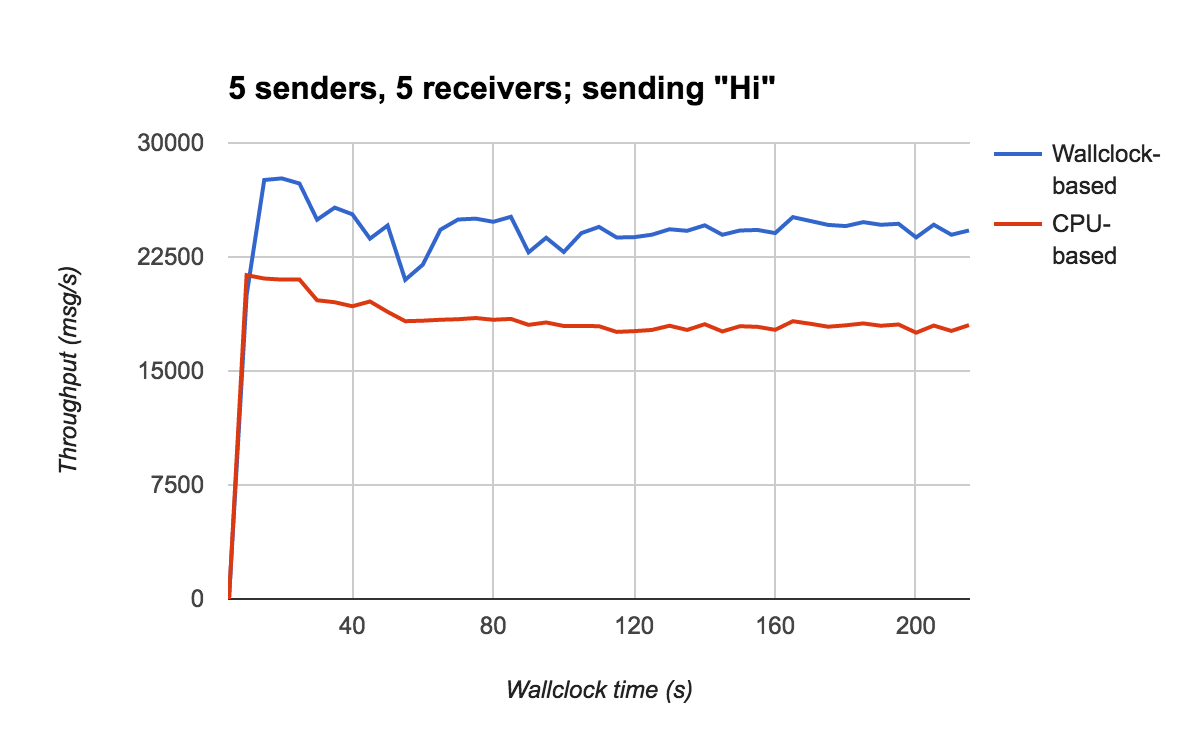 5 senders, 5 receivers; sending "Hi"
30000
22500
15000
7500
0
Throughput (msg/s)
40
80
120
160
200
Wallclock time (s)
Wallclock-
based
CPU-
based